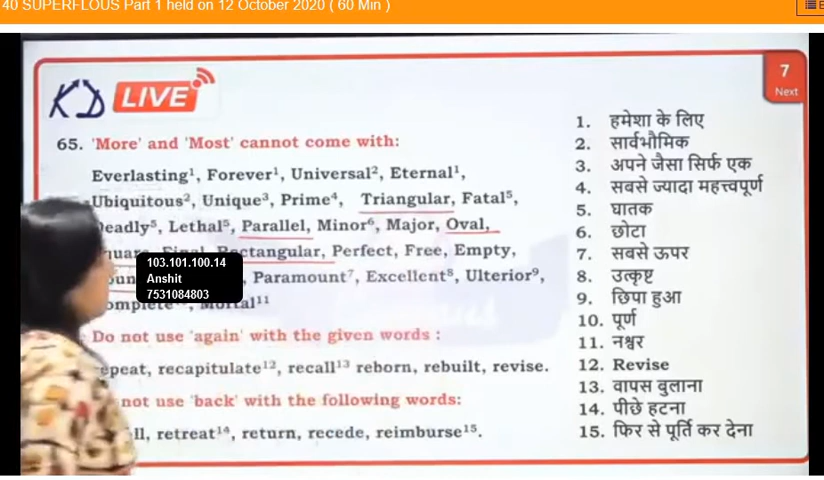 40 SUPERFLOUS Part 1 held on 12 October 2020 ( 60 Min )
KD LIVE
7
Next
65. 'More' and 'Most' cannot come with:
Everlasting¹, Forever¹, Universal², Eternal¹,
Ubiquitous², Unique³, Prime⁴, Triangular, Fatal⁵,
Lethal⁵, Parallel, Minor⁶, Major, Oval,
Perfect, Free, Empty,
, Paramount⁷, Excellent⁸, Ulterior⁹,
Mortal¹¹
103.101.100.14
Anshit
7531084803
Do not use 'again' with the given words :
recapitulate¹², recall¹³ reborn, rebuilt, revise.
not use 'back' with the following words:
retreat¹⁴, return, recede, reimburse¹⁵.
1. हमेशा के लिए
2. सार्वभौमिक
3. अपने जैसा सिर्फ एक
4. सबसे ज्यादा महत्त्वपूर्ण
5. घातक
6. छोटा
7. सबसे ऊपर
8. उत्कृष्ट
9. छिपा हुआ
10. पूर्ण
11. नश्वर
12. Revise
13. वापस बुलाना
14. पीछे हटना
15. फिर से पूर्ति कर देना